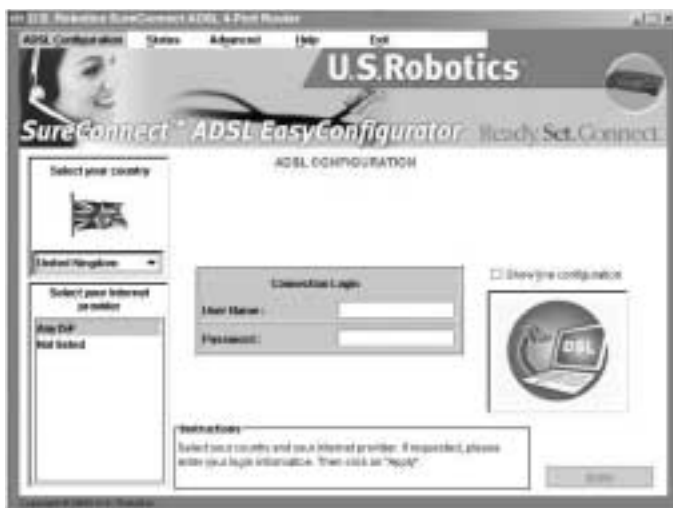 U.S. Robotics SureConnect ADSL 4-Port Router
ADSL Configuration Status Advanced Help Exit
U.S.Robotics
SureConnect™ ADSL EasyConfigurator Ready. Set. Connect.
Select your country
United Kingdom
Select your Internet provider
Any ISP
Not listed
ADSL CONFIGURATION
Connection Login
User Name :
Password :
Show line configuration
DSL
Instructions
Select your country and your Internet provider. If requested, please
enter your login information. Then click on "Apply".
Apply